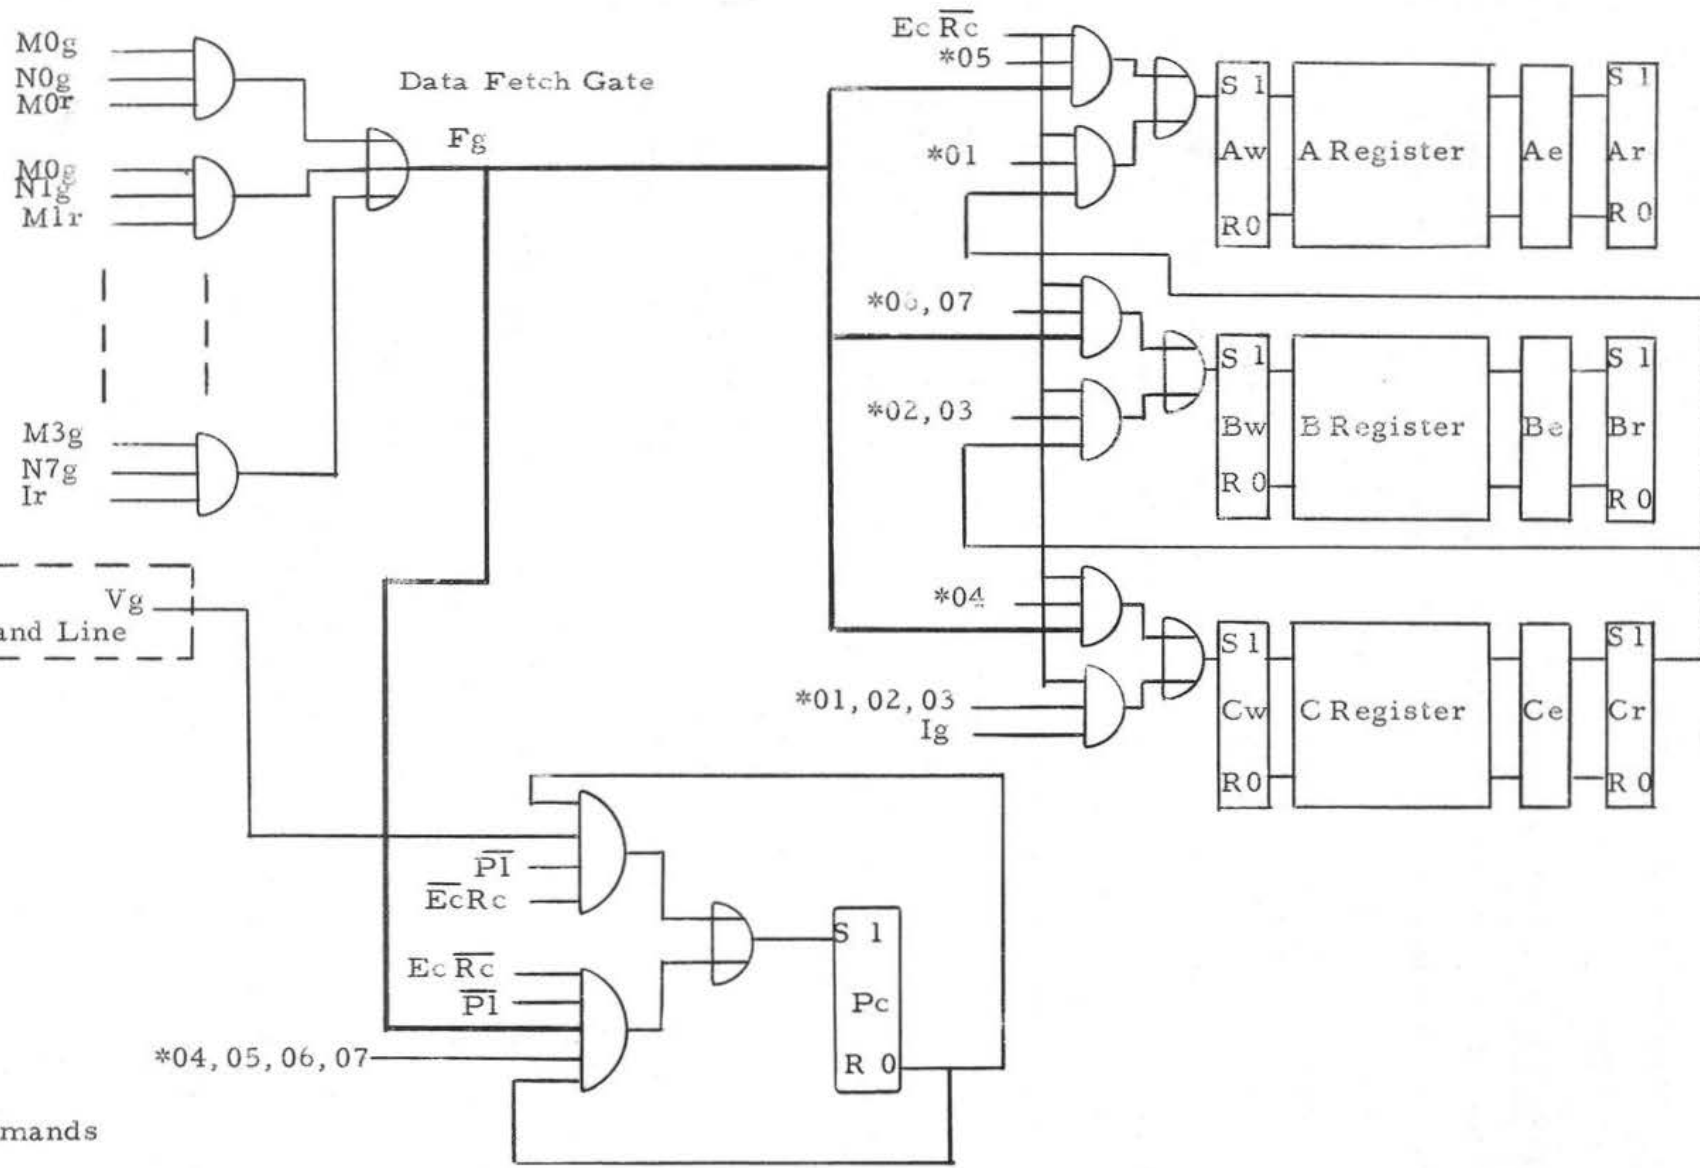 M0g
N0g
M0r
Data Fetch Gate
Fg
M0g
N1g
M1r
M3g
N7g
Ir
Vg
and Line
Ec R̅c̅
*05
*01
*06, 07
*02, 03
*04
*01, 02, 03
Ig
S 1
Aw
R0
A Register
Ae
S 1
Ar
R 0
S 1
Bw
R 0
B Register
Be
S 1
Br
R 0
S 1
Cw
R0
C Register
Ce
S 1
Cr
R 0
P̅1̅
E̅c̅Rc
Ec R̅c̅
P̅1̅
*04, 05, 06, 07
S 1
Pc
R 0
mands